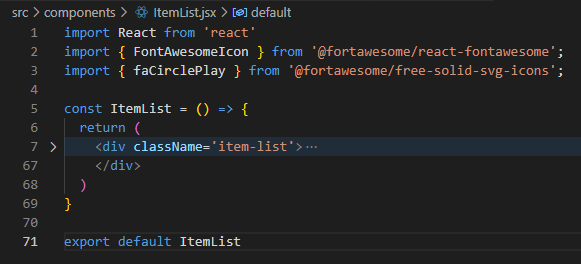 src > components > ItemList.jsx > default
1 import React from 'react'
2 import { FontAwesomeIcon } from '@fortawesome/react-fontawesome';
3 import { faCirclePlay } from '@fortawesome/free-solid-svg-icons';
4
5 const ItemList = () => {
6   return (
7 >   <div className='item-list'>⋯
67     </div>
68   )
69 }
70
71 export default ItemList